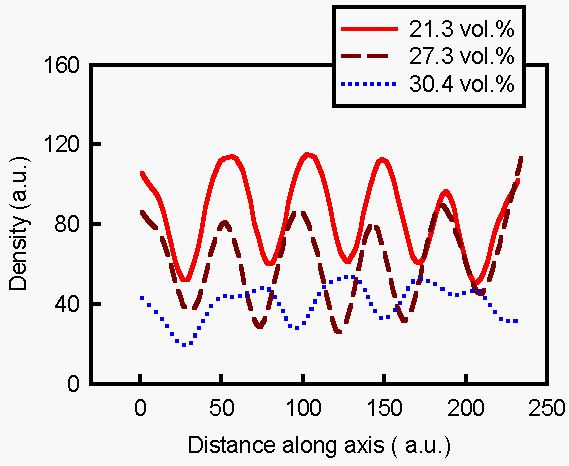 21.3 vol.%
27.3 vol.%
30.4 vol.%
160
120
80
40
0
Density (a.u.)
0 50 100 150 200 250
Distance along axis ( a.u.)